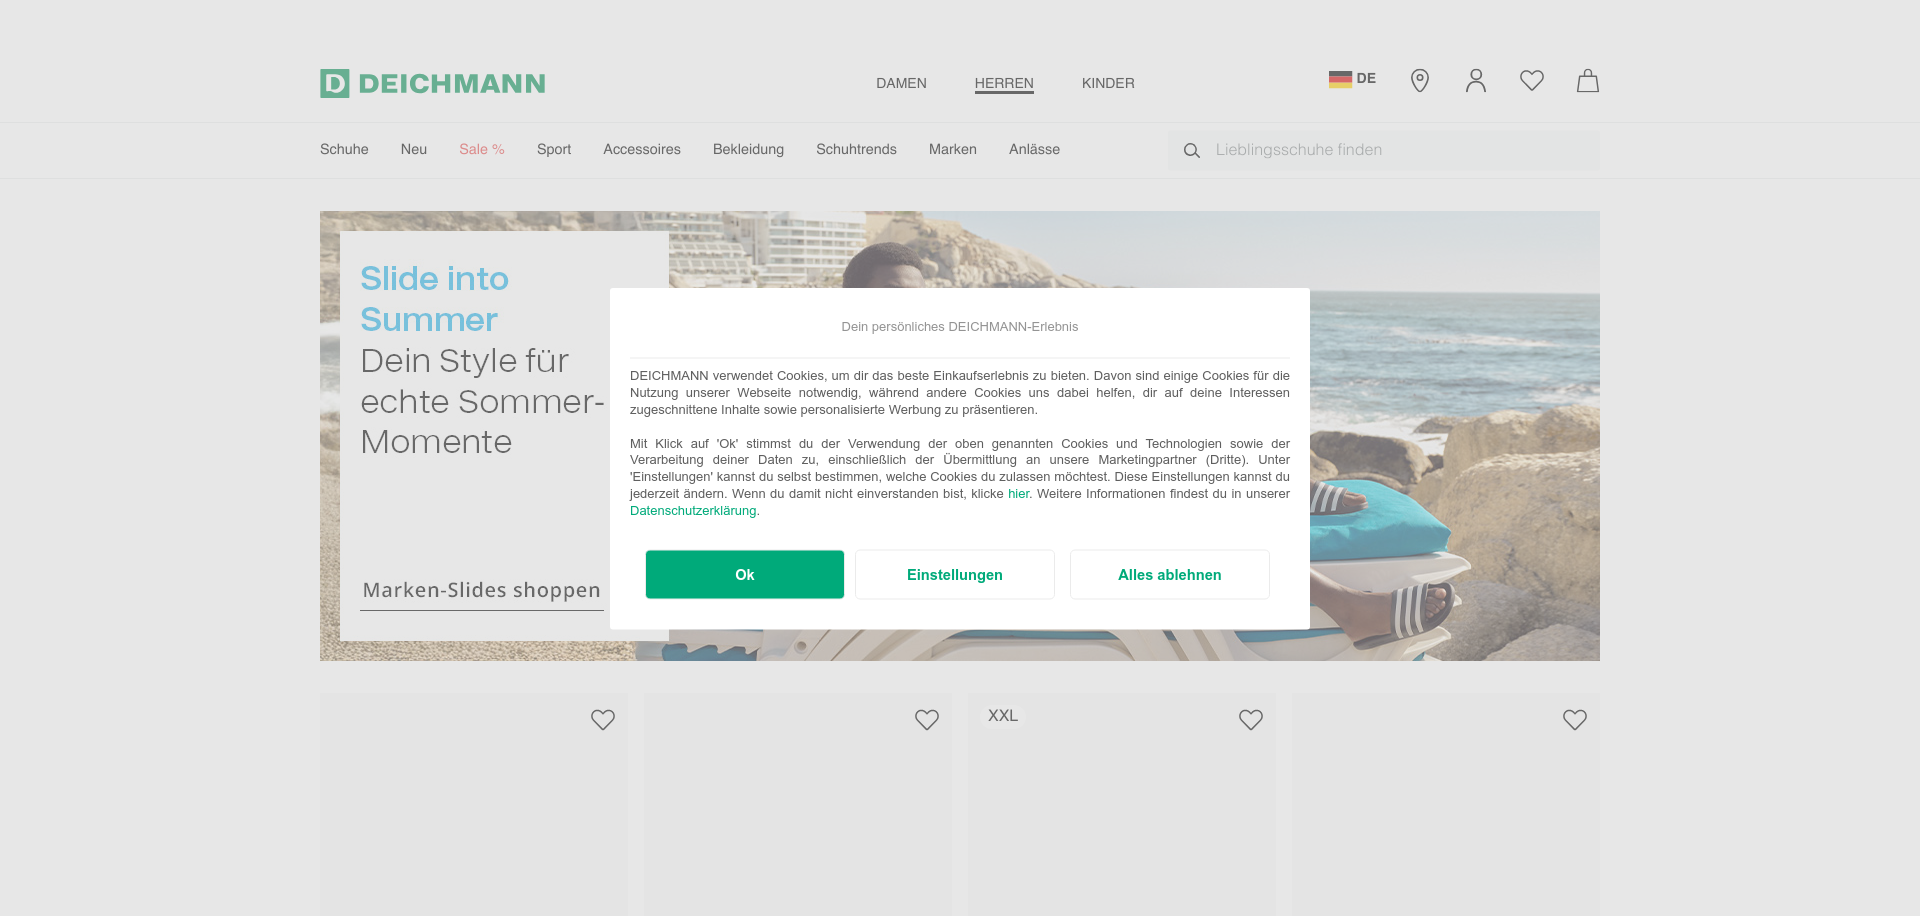 DEICHMANN
DAMEN
HERREN
KINDER
DE
Schuhe
Neu
Sale %
Sport
Accessoires
Bekleidung
Schuhtrends
Marken
Anlässe
Lieblingsschuhe finden
Slide into
Summer
Dein Style für
echte Sommer-
Momente
Marken-Slides shoppen
Dein persönliches DEICHMANN-Erlebnis
DEICHMANN verwendet Cookies, um dir das beste Einkaufserlebnis zu bieten. Davon sind einige Cookies für die
Nutzung unserer Webseite notwendig, während andere Cookies uns dabei helfen, dir auf deine Interessen
zugeschnittene Inhalte sowie personalisierte Werbung zu präsentieren.
Mit Klick auf 'Ok' stimmst du der Verwendung der oben genannten Cookies und Technologien sowie der
Verarbeitung deiner Daten zu, einschließlich der Übermittlung an unsere Marketingpartner (Dritte). Unter
'Einstellungen' kannst du selbst bestimmen, welche Cookies du zulassen möchtest. Diese Einstellungen kannst du
jederzeit ändern. Wenn du damit nicht einverstanden bist, klicke hier. Weitere Informationen findest du in unserer
Datenschutzerklärung.
Ok
Einstellungen
Alles ablehnen
XXL